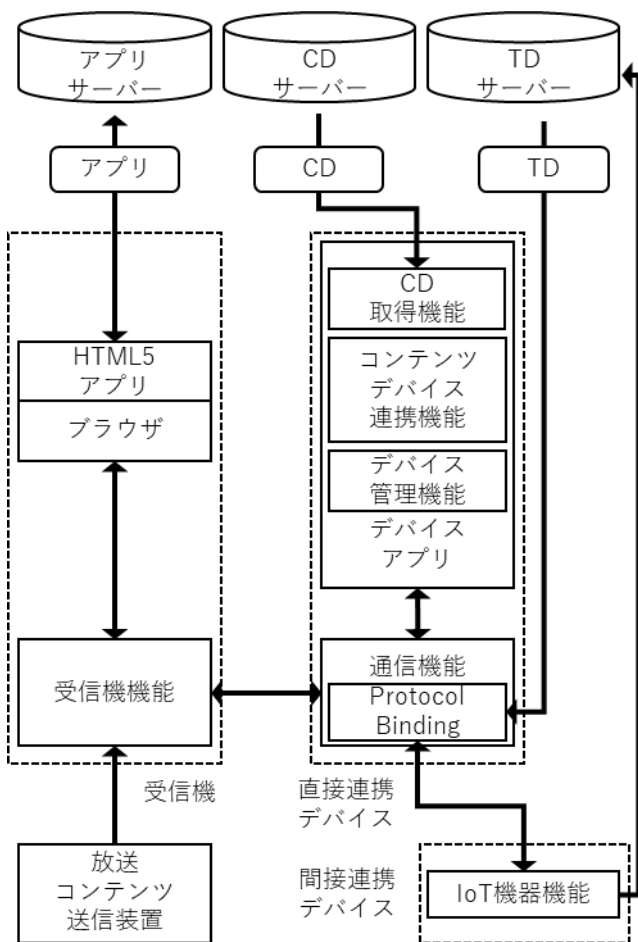 アプリ
サーバー
CD
サーバー
TD
サーバー
アプリ
CD
TD
HTML5
アプリ
ブラウザ
受信機機能
受信機
放送
コンテンツ
送信装置
CD
取得機能
コンテンツ
デバイス
連携機能
デバイス
管理機能
デバイス
アプリ
通信機能
Protocol
Binding
直接連携
デバイス
間接連携
デバイス
IoT機器機能